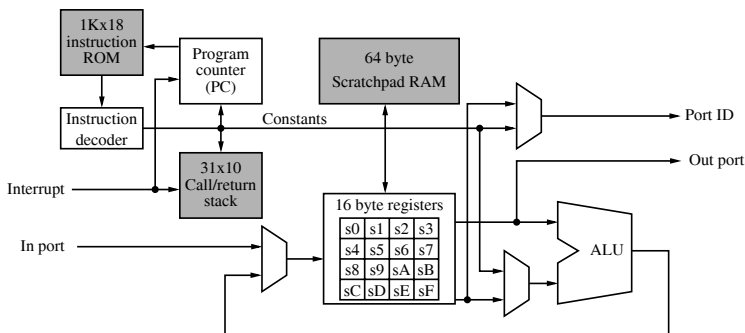 1Kx18
instruction
ROM
Program
counter
(PC)
64 byte
Scratchpad RAM
Instruction
decoder
Constants
Port ID
Out port
31x10
Call/return
stack
Interrupt
16 byte registers
s0 s1 s2 s3
s4 s5 s6 s7
s8 s9 sA sB
sC sD sE sF
In port
ALU